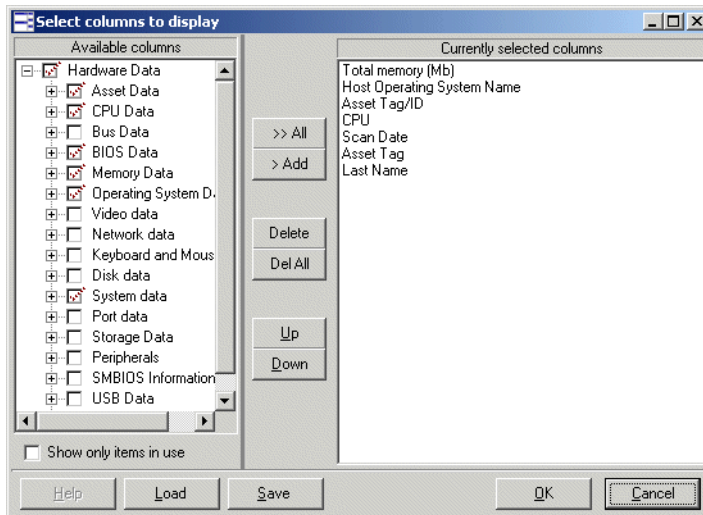 Select columns to display
Available columns
Hardware Data
Asset Data
CPU Data
Bus Data
BIOS Data
Memory Data
Operating System D
Video data
Network data
Keyboard and Mous
Disk data
System data
Port data
Storage Data
Peripherals
SMBIOS Information
USB Data
Show only items in use
>> All
> Add
Delete
Del All
Up
Down
Currently selected columns
Total memory (Mb)
Host Operating System Name
Asset Tag/ID
CPU
Scan Date
Asset Tag
Last Name
Help
Load
Save
OK
Cancel